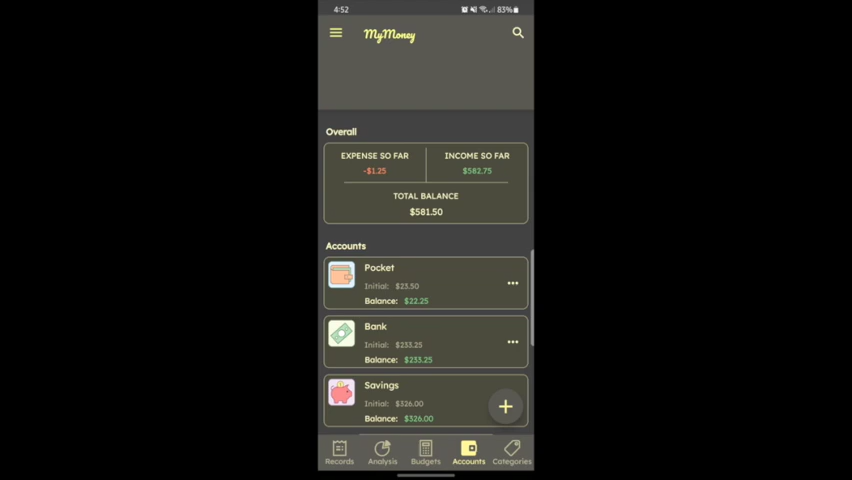 4:52
83%
MyMoney
Overall
EXPENSE SO FAR
INCOME SO FAR
-$1.25
$582.75
TOTAL BALANCE
$581.50
Accounts
Pocket
Initial: $23.50
Balance: $22.25
Bank
Initial: $233.25
Balance: $233.25
Savings
Initial: $326.00
Balance: $326.00
Records
Analysis
Budgets
Accounts
Categories